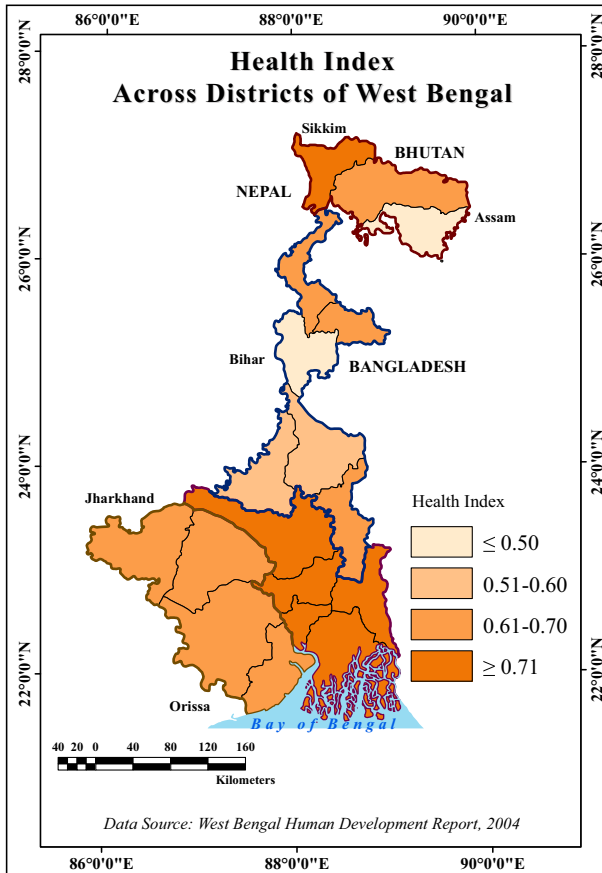 86°0'0"E 88°0'0"E 90°0'0"E
28°0'0"N 28°0'0"N
Health Index
Across Districts of West Bengal
Sikkim
BHUTAN
NEPAL
Assam
26°0'0"N 26°0'0"N
Bihar
BANGLADESH
24°0'0"N 24°0'0"N
Jharkhand
Health Index
≤ 0.50
0.51-0.60
0.61-0.70
≥ 0.71
22°0'0"N 22°0'0"N
Orissa
Bay of Bengal
40 20 0 40 80 120 160
Kilometers
Data Source: West Bengal Human Development Report, 2004
86°0'0"E 88°0'0"E 90°0'0"E